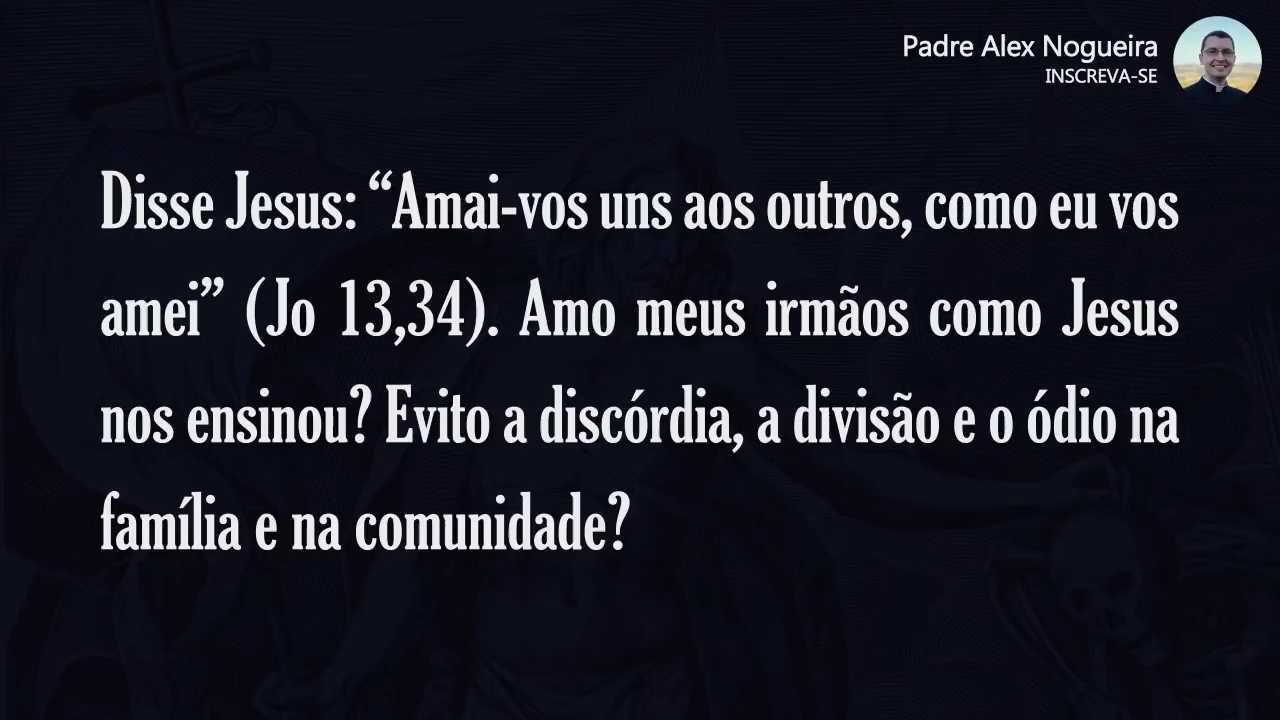 Padre Alex Nogueira
INSCREVA-SE
Disse Jesus: “Amai-vos uns aos outros, como eu vos
amei” (Jo 13,34). Amo meus irmãos como Jesus
nos ensinou? Evito a discórdia, a divisão e o ódio na
família e na comunidade?